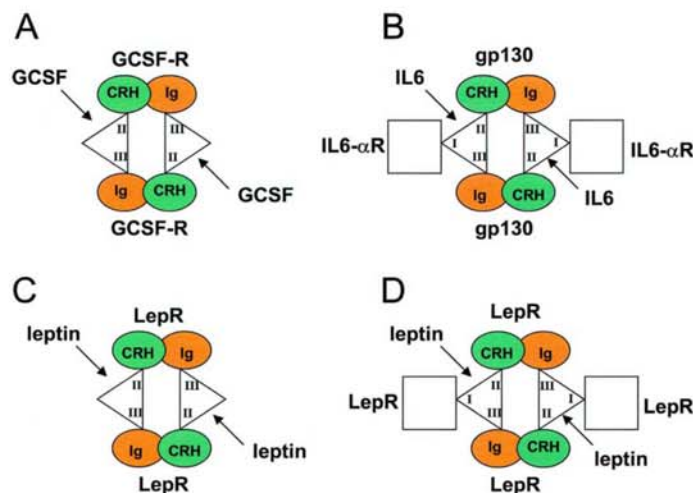 A
GCSF-R
GCSF
CRH Ig
II III
III II
Ig CRH
GCSF
GCSF-R
B
gp130
IL6
CRH Ig
II III
IL6-αR I I IL6-αR
III II
Ig CRH
IL6
gp130
C
LepR
leptin
CRH Ig
II III
III II
Ig CRH
leptin
LepR
D
LepR
leptin
CRH Ig
II III
LepR I I LepR
III II
Ig CRH
leptin
LepR